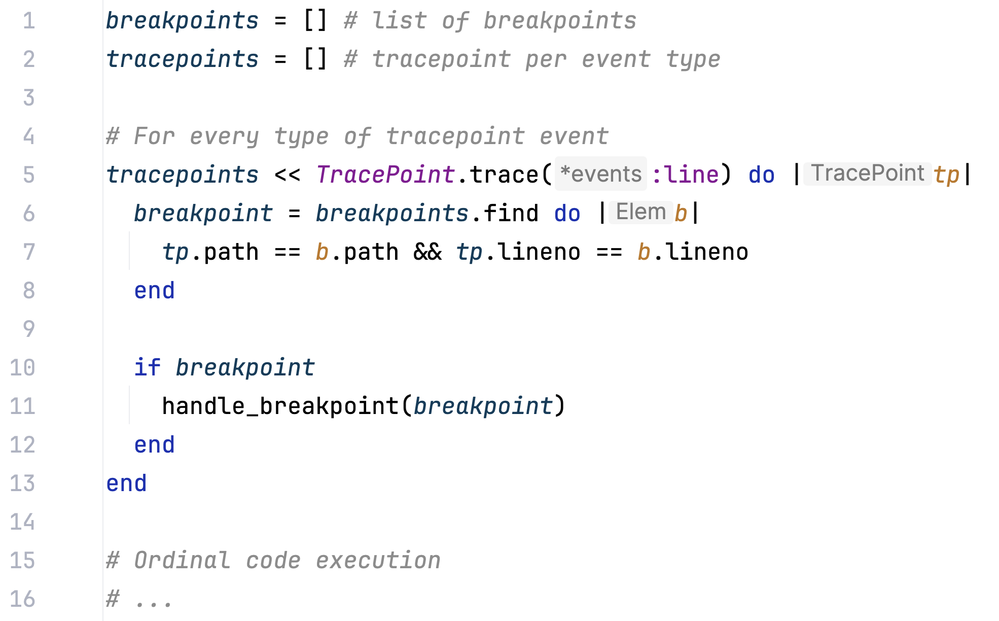 1 breakpoints = [] # list of breakpoints
2 tracepoints = [] # tracepoint per event type
3
4 # For every type of tracepoint event
5 tracepoints << TracePoint.trace( *events :line) do | TracePoint tp|
6   breakpoint = breakpoints.find do | Elem b|
7     tp.path == b.path && tp.lineno == b.lineno
8   end
9
10   if breakpoint
11     handle_breakpoint(breakpoint)
12   end
13 end
14
15 # Ordinal code execution
16 # ...